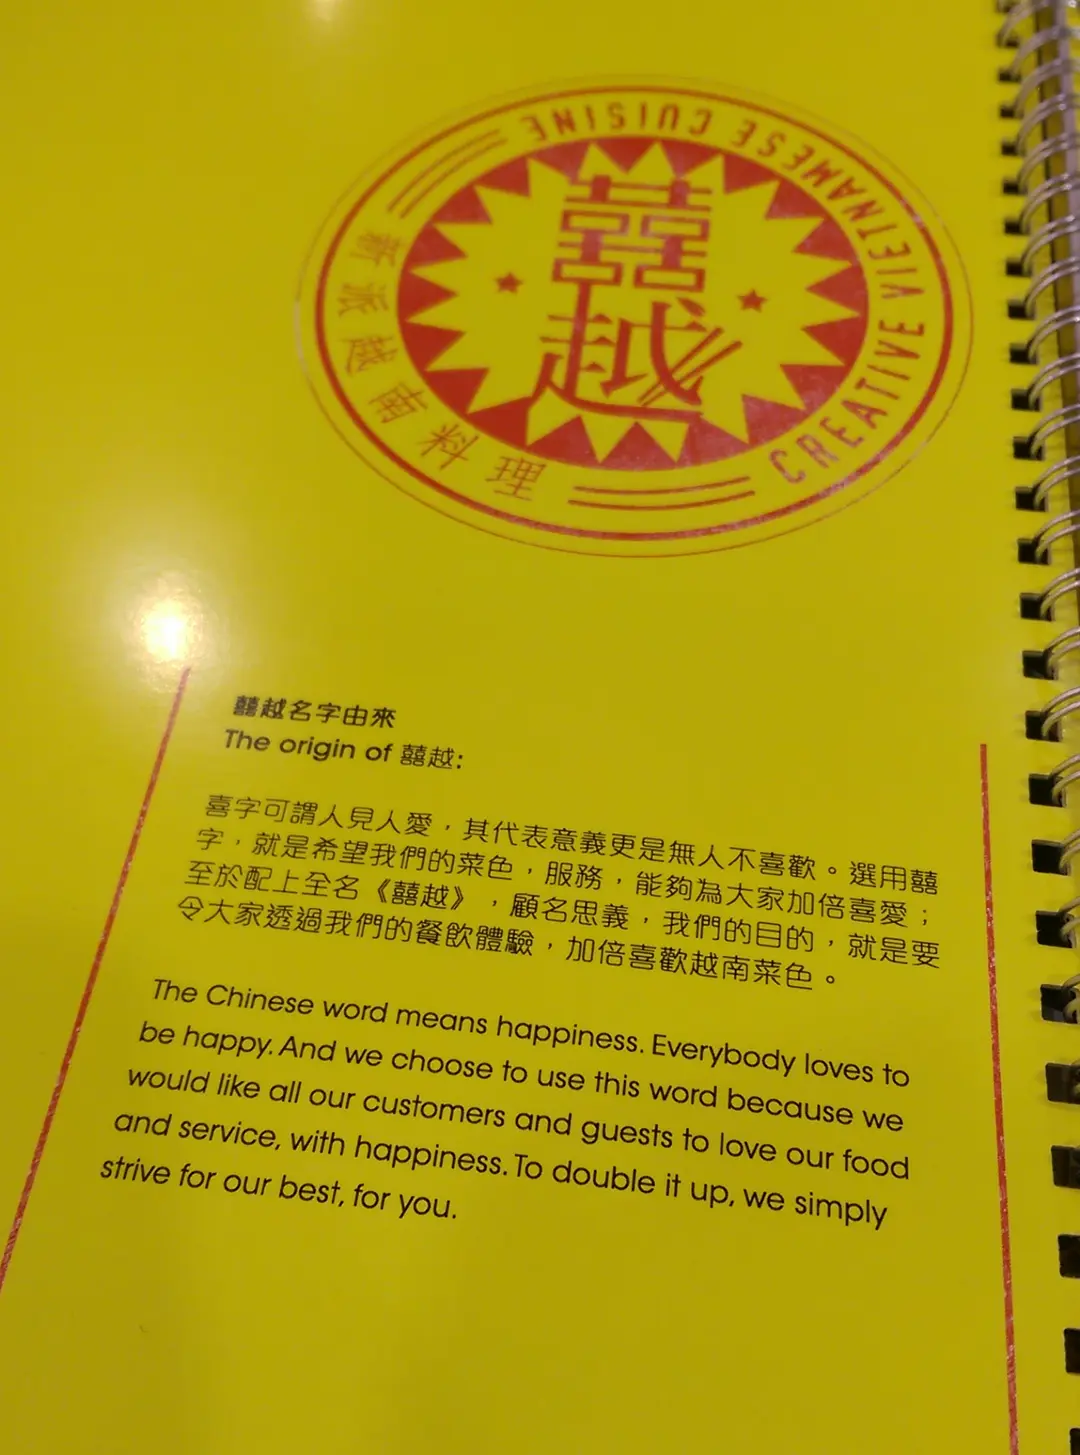 囍越
新派越南料理
CREATIVE VIETNAMESE CUISINE
囍越名字由來
The origin of 囍越:
喜字可謂人見人愛，其代表意義更是無人不喜歡。選用囍
字，就是希望我們的菜色，服務，能夠為大家加倍喜愛；
至於配上全名《囍越》，顧名思義，我們的目的，就是要
令大家透過我們的餐飲體驗，加倍喜歡越南菜色。
The Chinese word means happiness. Everybody loves to
be happy. And we choose to use this word because we
would like all our customers and guests to love our food
and service, with happiness. To double it up, we simply
strive for our best, for you.